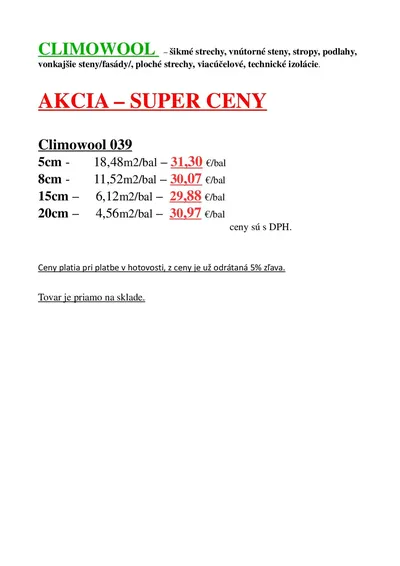 CLIMOWOOL – šikmé strechy, vnútorné steny, stropy, podlahy,
vonkajšie steny/fasády/, ploché strechy, viacúčelové, technické izolácie.
AKCIA – SUPER CENY
Climowool 039
5cm - 18,48m2/bal – 31,30 €/bal
8cm - 11,52m2/bal – 30,07 €/bal
15cm – 6,12m2/bal – 29,88 €/bal
20cm – 4,56m2/bal – 30,97 €/bal
ceny sú s DPH.
Ceny platia pri platbe v hotovosti, z ceny je už odrátaná 5% zľava.
Tovar je priamo na sklade.